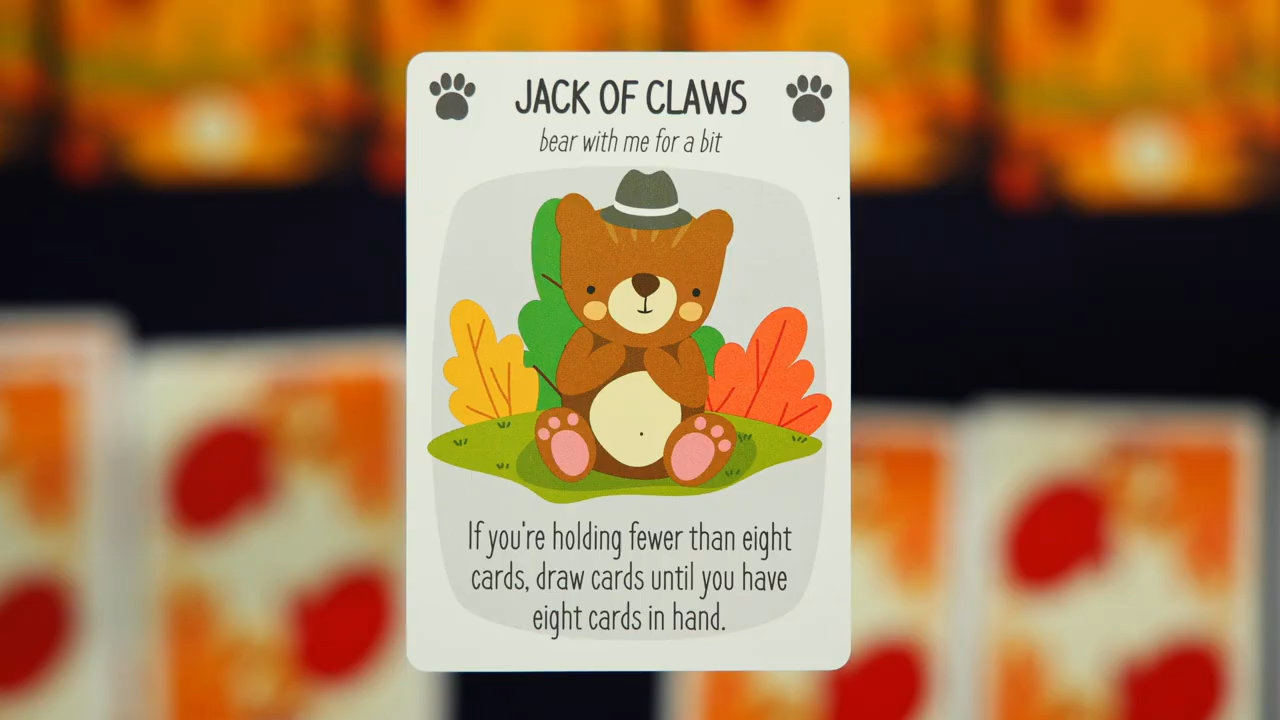 JACK OF CLAWS
bear with me for a bit
If you're holding fewer than eight
cards, draw cards until you have
eight cards in hand.